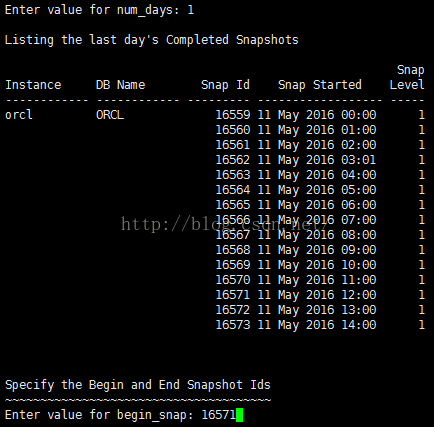 Enter value for num_days: 1
Listing the last day's Completed Snapshots
Snap
Instance DB Name Snap Id Snap Started Level
------------ ------------ --------- ----------------- -----
orcl ORCL 16559 11 May 2016 00:00 1
16560 11 May 2016 01:00 1
16561 11 May 2016 02:00 1
16562 11 May 2016 03:01 1
16563 11 May 2016 04:00 1
16564 11 May 2016 05:00 1
16565 11 May 2016 06:00 1
16566 11 May 2016 07:00 1
16567 11 May 2016 08:00 1
16568 11 May 2016 09:00 1
16569 11 May 2016 10:00 1
16570 11 May 2016 11:00 1
16571 11 May 2016 12:00 1
16572 11 May 2016 13:00 1
16573 11 May 2016 14:00 1
http://blog.csdn.net/
Specify the Begin and End Snapshot Ids
~~~~~~~~~~~~~~~~~~~~~~~~~~~~~~~~~~~~~~
Enter value for begin_snap: 16571